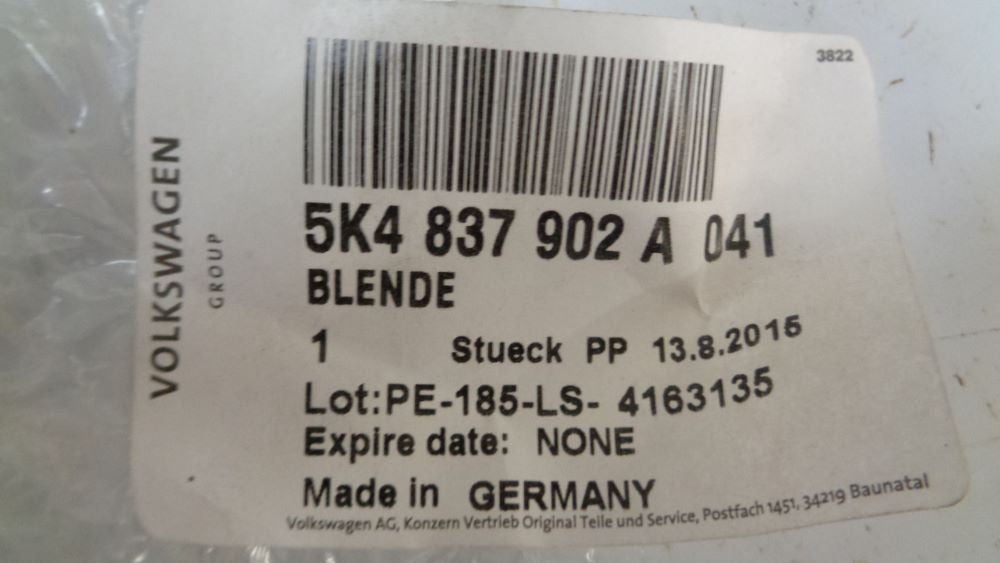 3822
VOLKSWAGEN
GROUP
5K4 837 902 A 041
BLENDE
1 Stueck PP 13.8.2015
Lot:PE-185-LS- 4163135
Expire date: NONE
Made in GERMANY
Volkswagen AG, Konzern Vertrieb Original Teile und Service, Postfach 1451, 34219 Baunatal